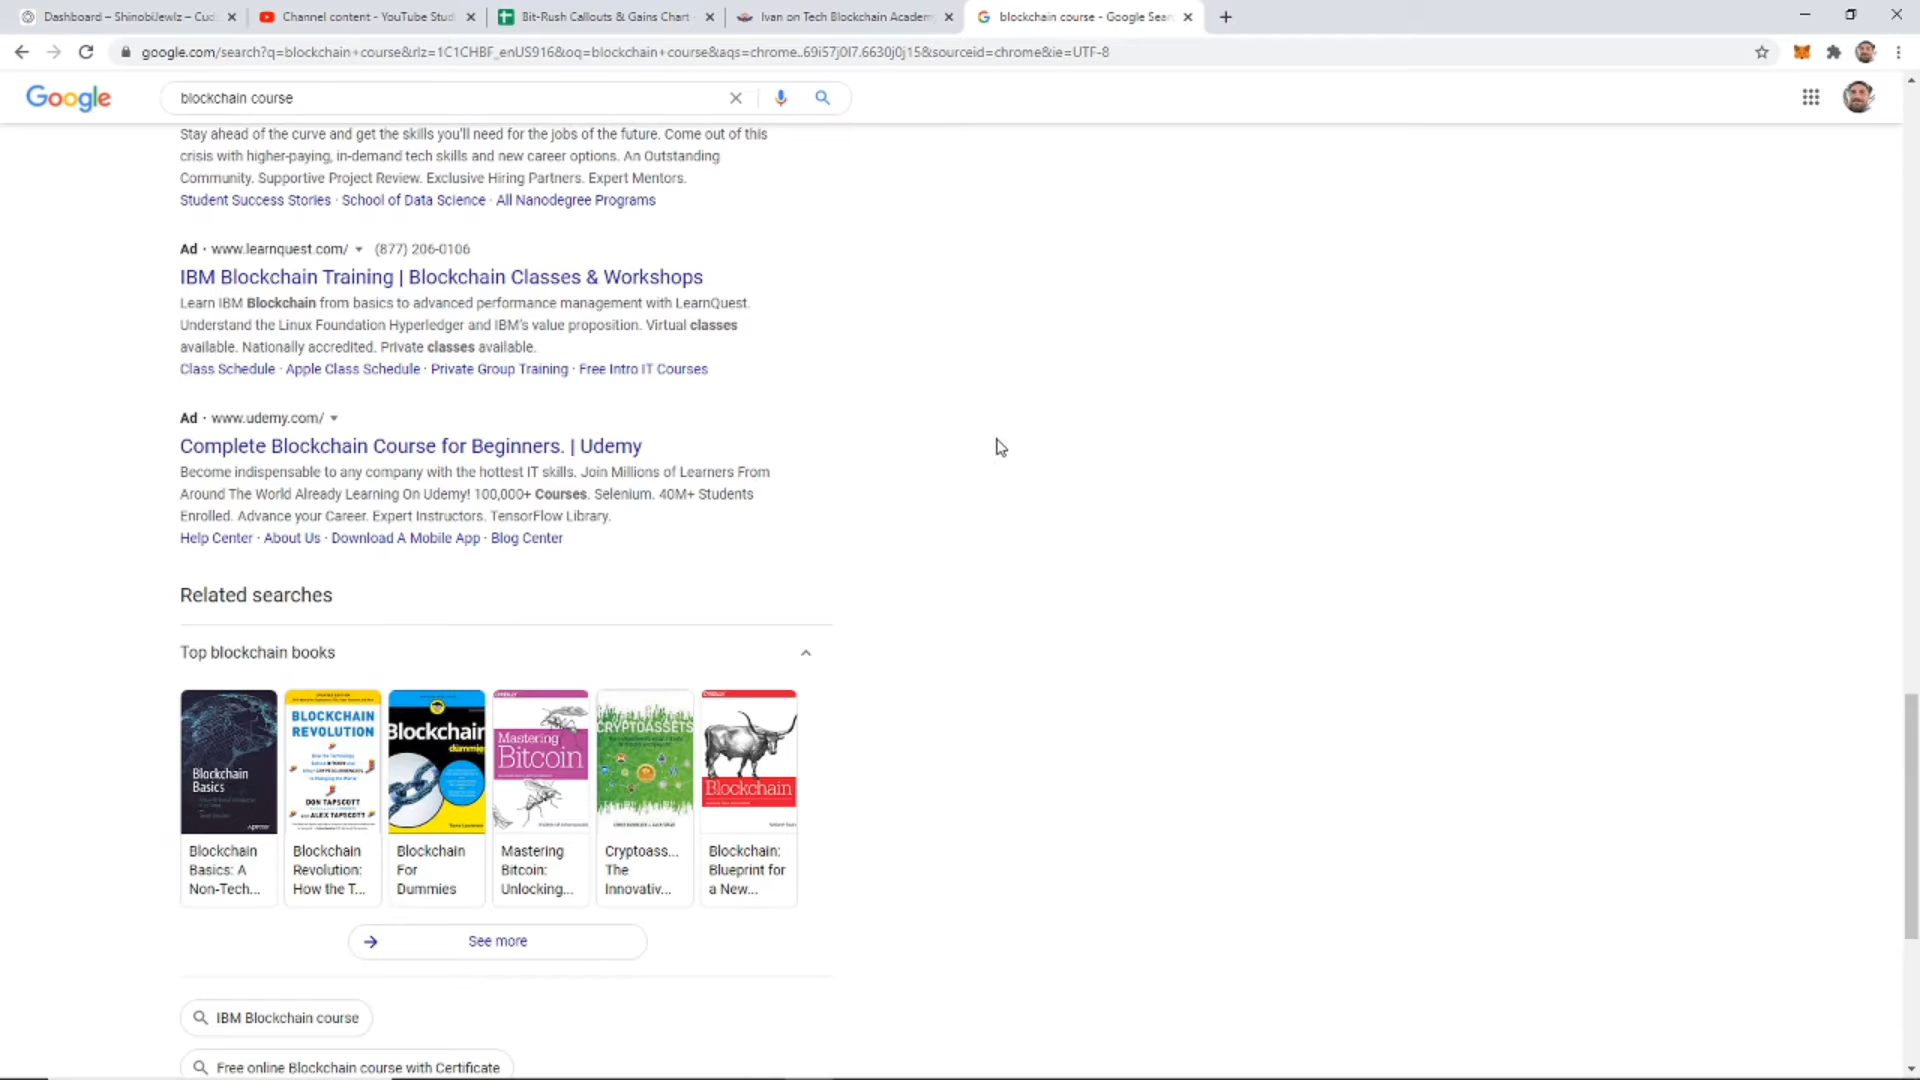 Dashboard – ShinobiJewlz – Cud
Channel content - YouTube Studi
Bit-Rush Callouts & Gains Chart -
Ivan on Tech Blockchain Academ
blockchain course - Google Sear
google.com/search?q=blockchain+course&rlz=1C1CHBF_enUS916&oq=blockchain+course&aqs=chrome..69i57j0l7.6630j0j15&sourceid=chrome&ie=UTF-8
Google
blockchain course
Stay ahead of the curve and get the skills you'll need for the jobs of the future. Come out of this
crisis with higher-paying, in-demand tech skills and new career options. An Outstanding
Community. Supportive Project Review. Exclusive Hiring Partners. Expert Mentors.
Student Success Stories · School of Data Science · All Nanodegree Programs
Ad · www.learnquest.com/ (877) 206-0106
IBM Blockchain Training | Blockchain Classes & Workshops
Learn IBM Blockchain from basics to advanced performance management with LearnQuest.
Understand the Linux Foundation Hyperledger and IBM's value proposition. Virtual classes
available. Nationally accredited. Private classes available.
Class Schedule · Apple Class Schedule · Private Group Training · Free Intro IT Courses
Ad · www.udemy.com/
Complete Blockchain Course for Beginners. | Udemy
Become indispensable to any company with the hottest IT skills. Join Millions of Learners From
Around The World Already Learning On Udemy! 100,000+ Courses. Selenium. 40M+ Students
Enrolled. Advance your Career. Expert Instructors. TensorFlow Library.
Help Center · About Us · Download A Mobile App · Blog Center
Related searches
Top blockchain books
Blockchain
Basics
Apress
BLOCKCHAIN
REVOLUTION
DON TAPSCOTT
ALEX TAPSCOTT
Blockchain
dummies
O'REILLY
Mastering
Bitcoin
CRYPTOASSETS
O'REILLY
Blockchain
Blockchain
Basics: A
Non-Tech...
Blockchain
Revolution:
How the T...
Blockchain
For
Dummies
Mastering
Bitcoin:
Unlocking...
Cryptoass...
The
Innovativ...
Blockchain:
Blueprint for
a New...
See more
IBM Blockchain course
Free online Blockchain course with Certificate